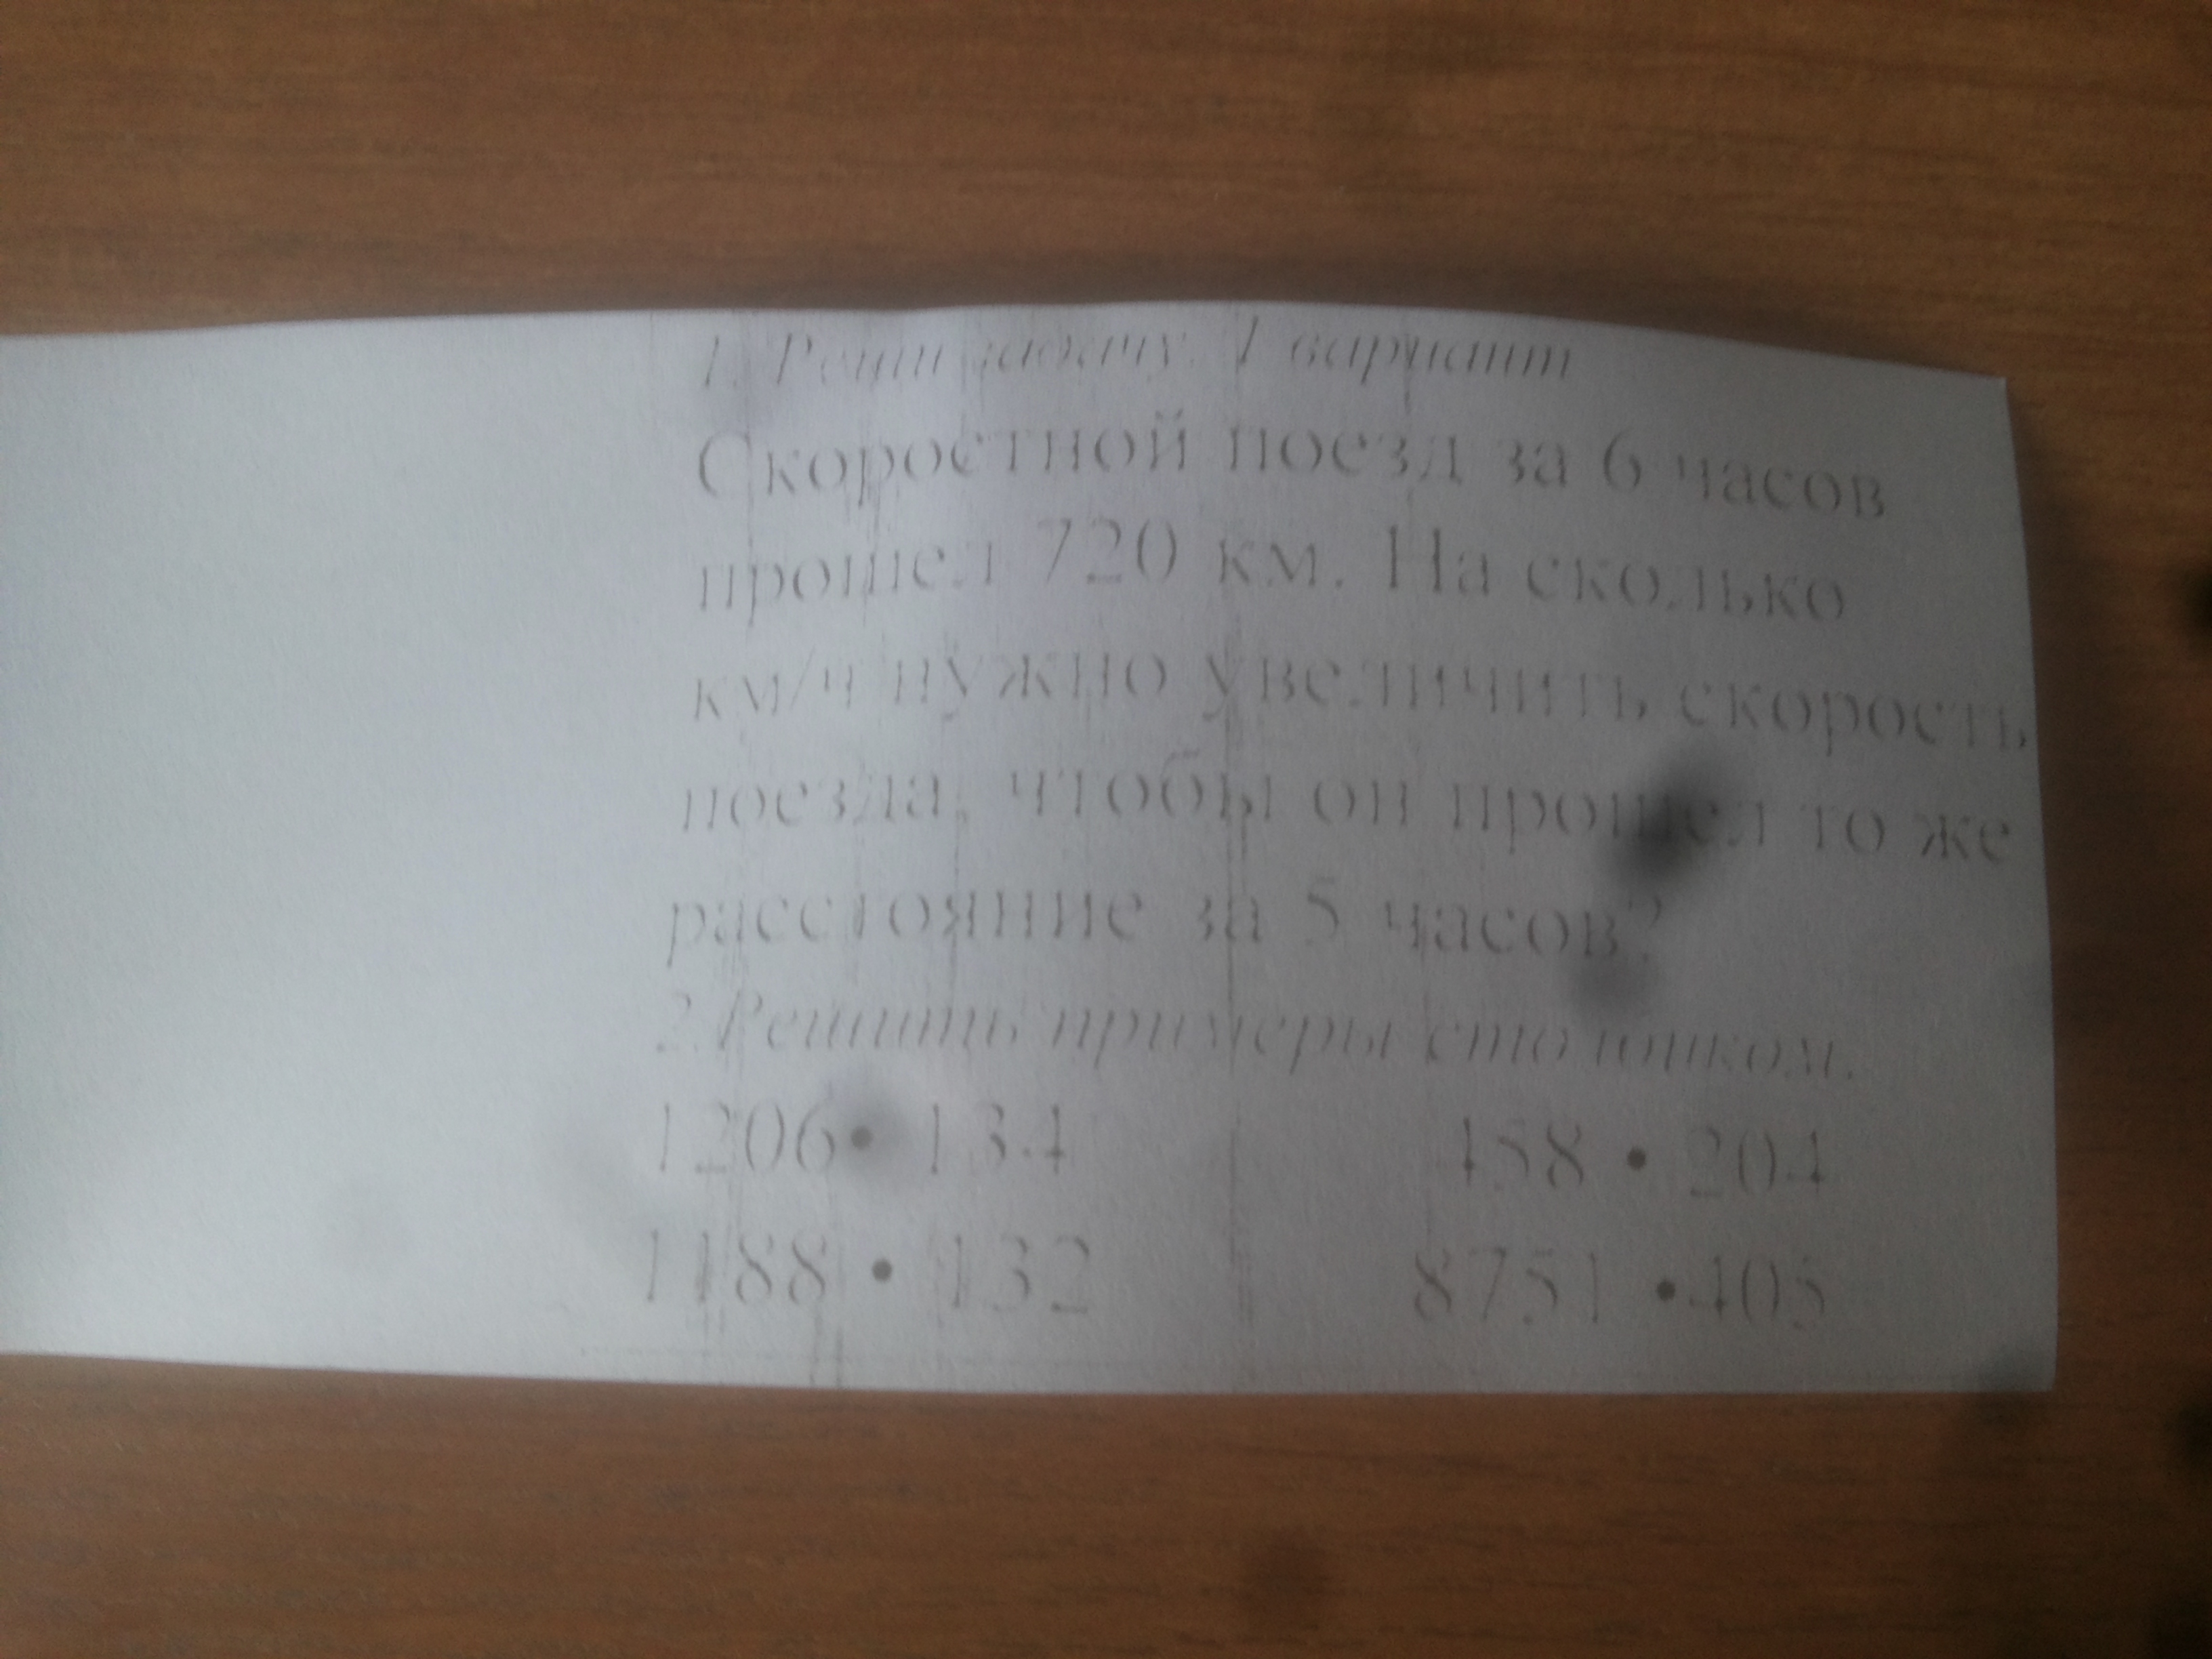 1. Реши задачу. 1 вариант
Скоростной поезд за 6 часов
прошел 720 км. На сколько
км/ч нужно увеличить скорость
поезда, чтобы он прошел то же
расстояние за 5 часов?
2.Решить примеры столбиком.
1206• 134 458 • 204
1188 • 132 8751 •405